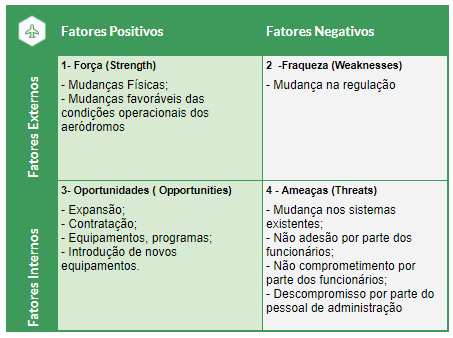 Fatores Positivos
Fatores Negativos
Fatores Externos
1- Força (Strength)
- Mudanças Físicas;
- Mudanças favoráveis das
condições operacionais dos
aeródromos
2 -Fraqueza (Weaknesses)
- Mudança na regulação
Fatores Internos
3- Oportunidades ( Opportunities)
- Expansão;
- Contratação;
- Equipamentos, programas;
- Introdução de novos
equipamentos.
4 - Ameaças (Threats)
- Mudança nos sistemas
existentes;
- Não adesão por parte dos
funcionários;
- Não comprometimento por
parte dos funcionários;
- Descompromisso por parte do
pessoal de administração